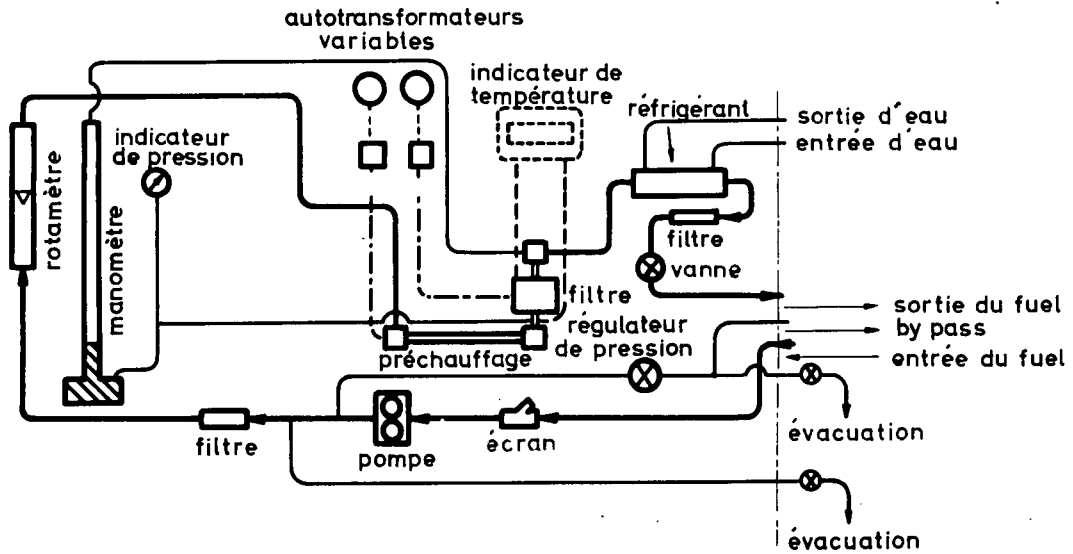 autotransformateurs
variables
indicateur de
température
réfrigérant
sortie d'eau
entrée d'eau
indicateur
de pression
rotamètre
manomètre
filtre
vanne
filtre
sortie du fuel
régulateur
de pression
by pass
préchauffage
entrée du fuel
filtre
pompe
écran
évacuation
évacuation